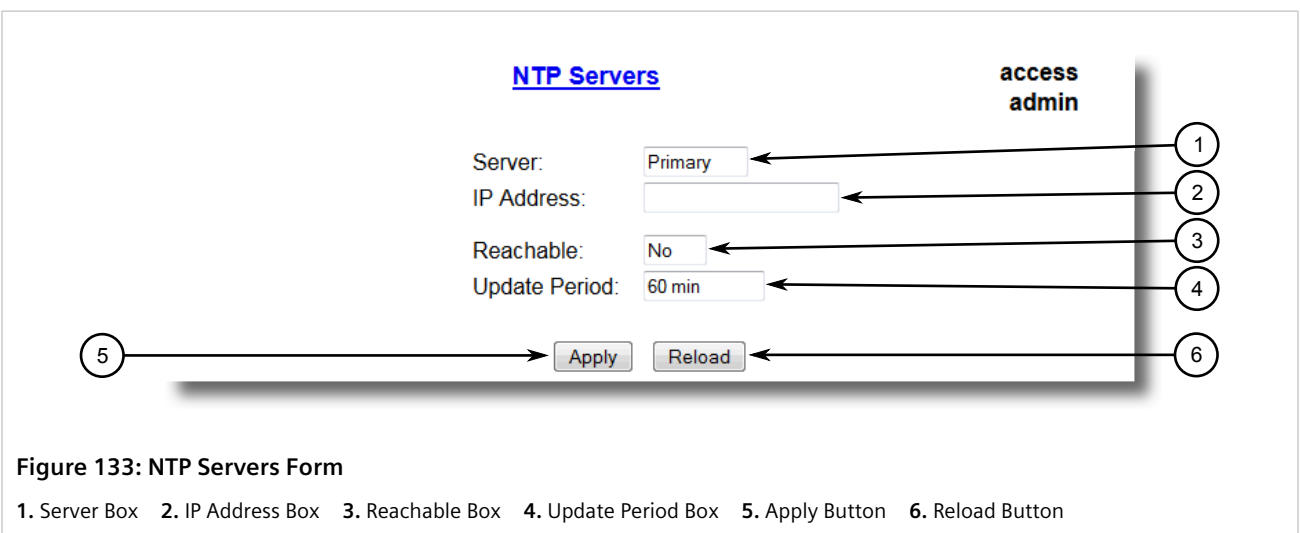 NTP Servers
access
admin
Server: Primary 1
IP Address: 2
Reachable: No 3
Update Period: 60 min 4
5 Apply Reload 6
Figure 133: NTP Servers Form
1. Server Box 2. IP Address Box 3. Reachable Box 4. Update Period Box 5. Apply Button 6. Reload Button